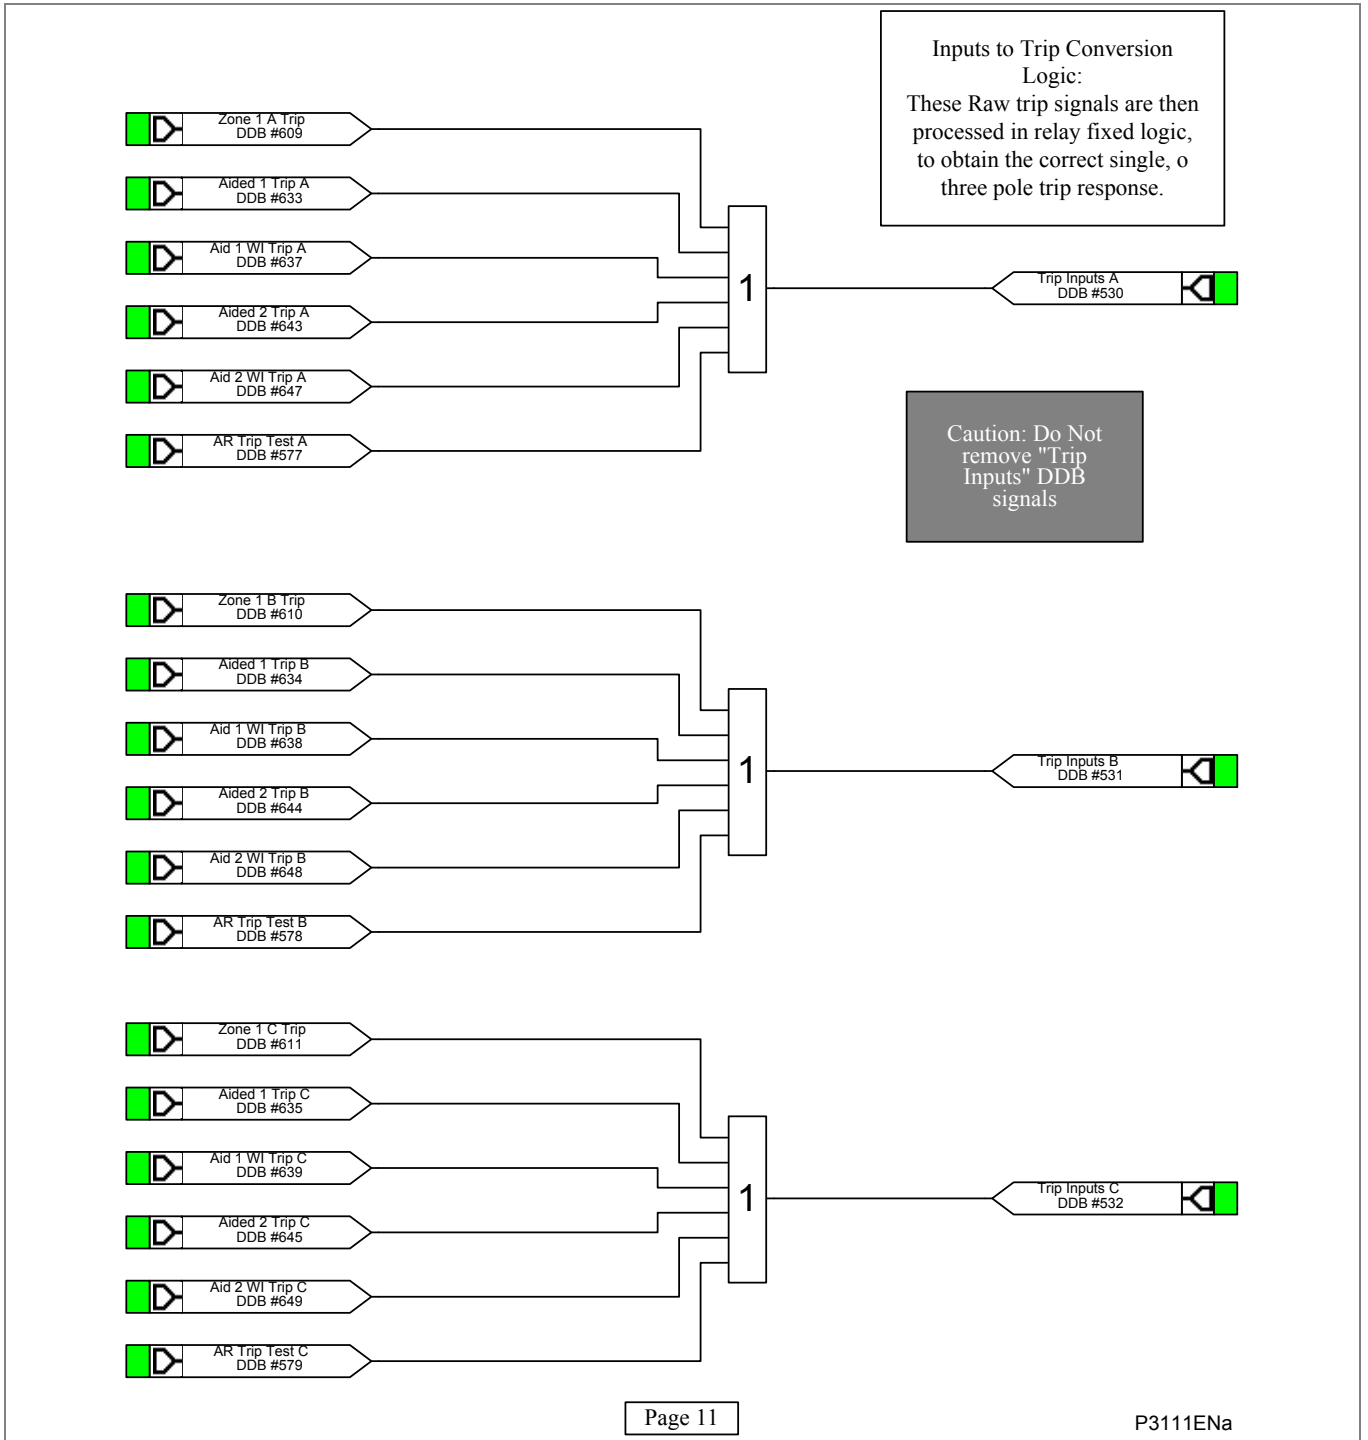 Inputs to Trip Conversion
Logic:
These Raw trip signals are then
processed in relay fixed logic,
to obtain the correct single, o
three pole trip response.
Zone 1 A Trip
DDB #609
Aided 1 Trip A
DDB #633
Aid 1 WI Trip A
DDB #637
Aided 2 Trip A
DDB #643
Aid 2 WI Trip A
DDB #647
AR Trip Test A
DDB #577
1
Trip Inputs A
DDB #530
Caution: Do Not
remove "Trip
Inputs" DDB
signals
Zone 1 B Trip
DDB #610
Aided 1 Trip B
DDB #634
Aid 1 WI Trip B
DDB #638
Aided 2 Trip B
DDB #644
Aid 2 WI Trip B
DDB #648
AR Trip Test B
DDB #578
1
Trip Inputs B
DDB #531
Zone 1 C Trip
DDB #611
Aided 1 Trip C
DDB #635
Aid 1 WI Trip C
DDB #639
Aided 2 Trip C
DDB #645
Aid 2 WI Trip C
DDB #649
AR Trip Test C
DDB #579
1
Trip Inputs C
DDB #532
Page 11
P3111ENa